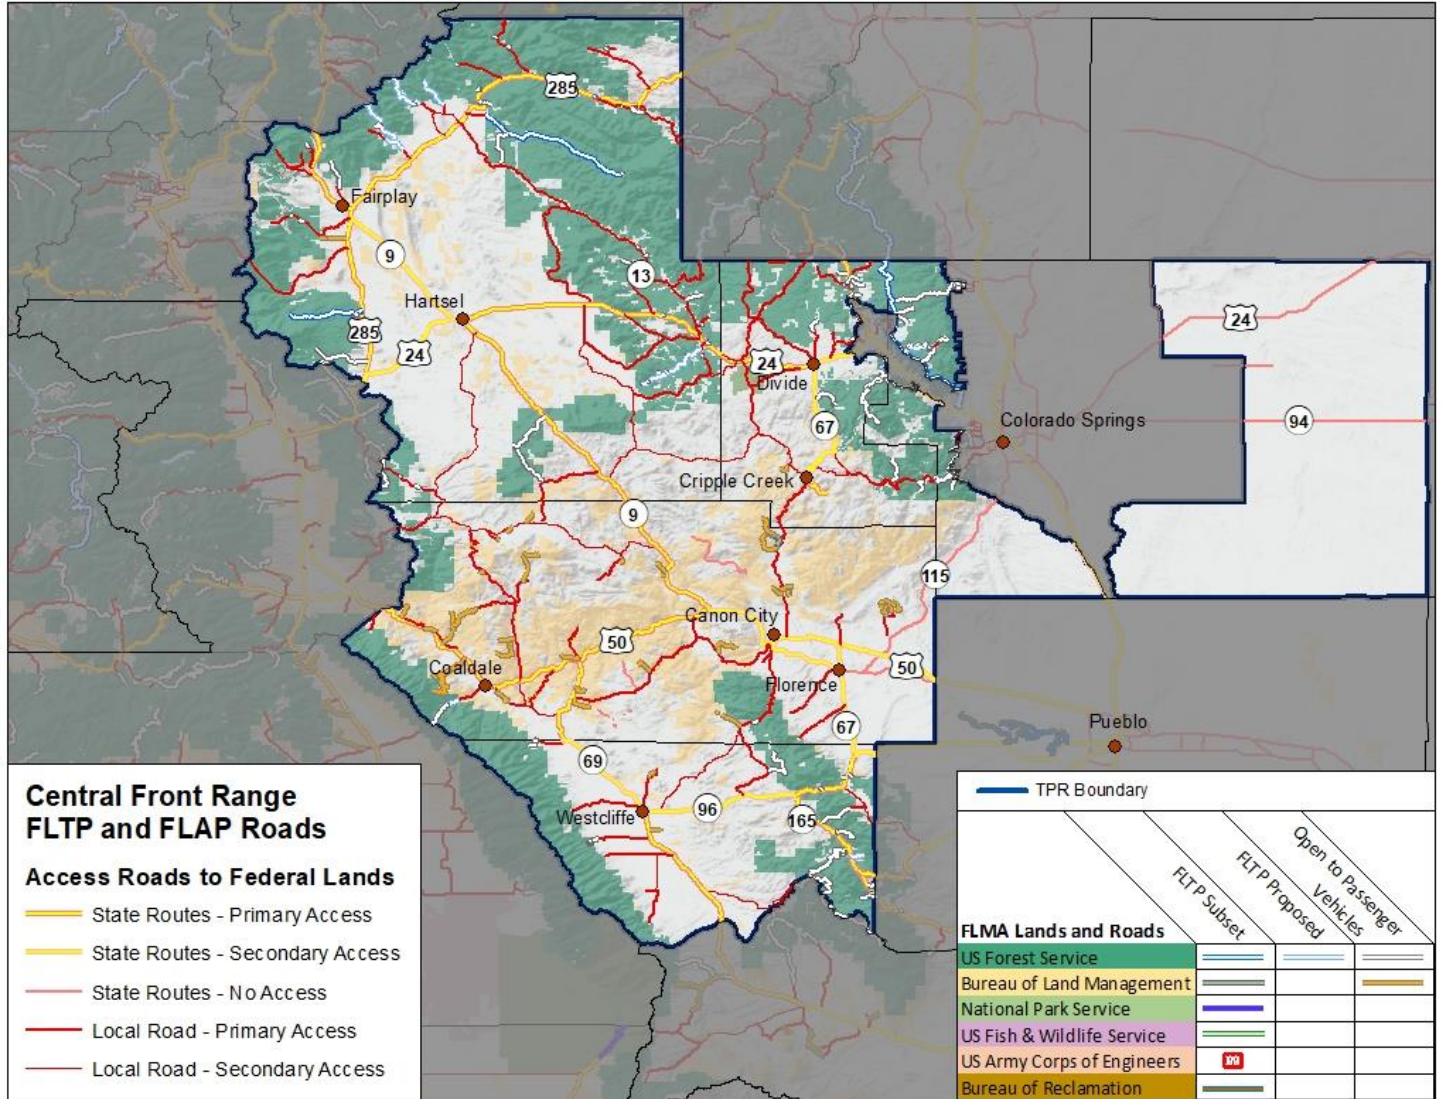 285
Fairplay
9
13
Hartsel
285
24
24
24
Divide
94
67
Colorado Springs
Cripple Creek
9
115
Canon City
50
Coaldale
50
Florence
67
Pueblo
69
96
Westcliffe
165
Central Front Range
FLTP and FLAP Roads
Access Roads to Federal Lands
State Routes - Primary Access
State Routes - Secondary Access
State Routes - No Access
Local Road - Primary Access
Local Road - Secondary Access
TPR Boundary
FLTP Subset
FLTP Proposed
Open to Passenger
Vehicles
FLMA Lands and Roads
US Forest Service
Bureau of Land Management
National Park Service
US Fish & Wildlife Service
US Army Corps of Engineers
Bureau of Reclamation